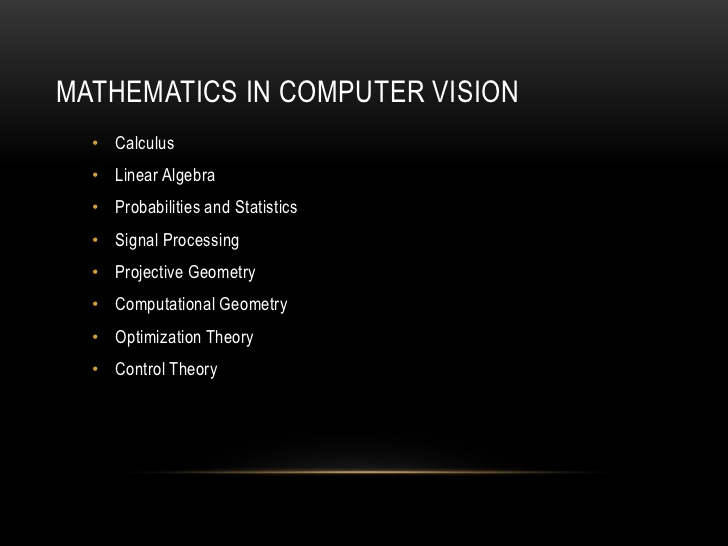 MATHEMATICS IN COMPUTER VISION
• Calculus
• Linear Algebra
• Probabilities and Statistics
• Signal Processing
• Projective Geometry
• Computational Geometry
• Optimization Theory
• Control Theory